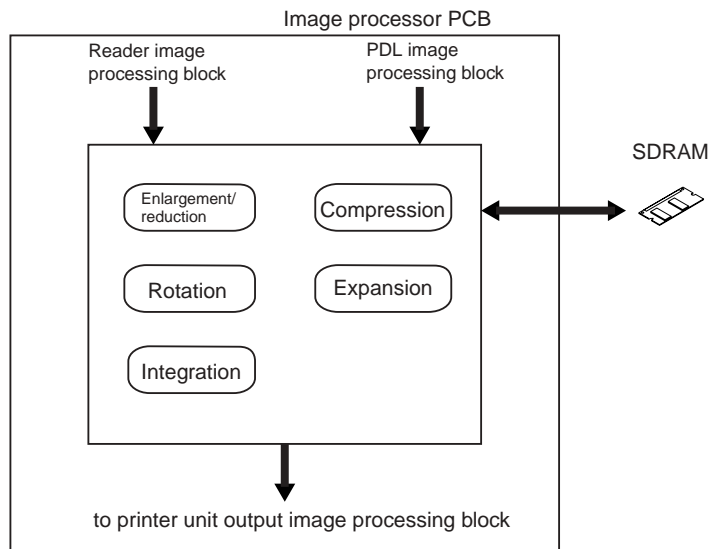 Image processor PCB
Reader image
processing block
PDL image
processing block
SDRAM
Enlargement/
reduction
Compression
Rotation
Expansion
Integration
to printer unit output image processing block